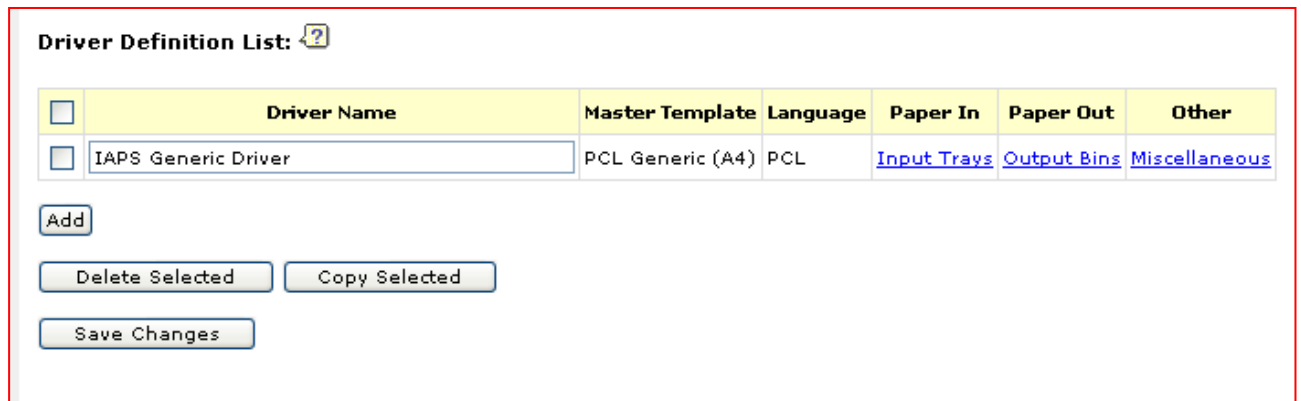 Driver Definition List: ?
Driver Name Master Template Language Paper In Paper Out Other
IAPS Generic Driver PCL Generic (A4) PCL Input Trays Output Bins Miscellaneous
Add
Delete Selected Copy Selected
Save Changes